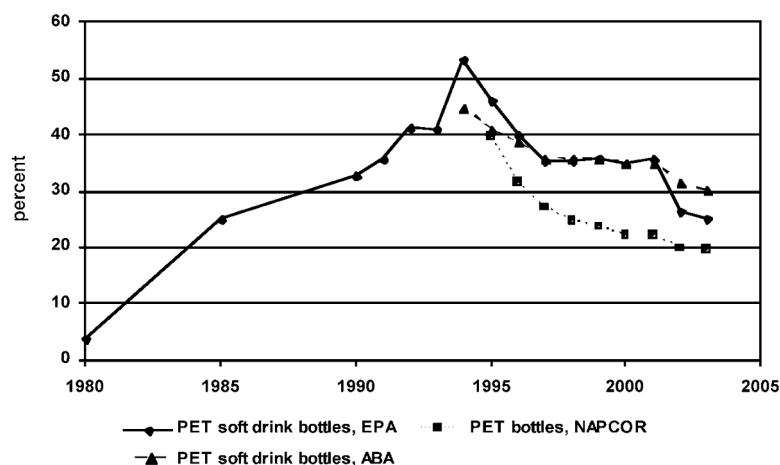 60
50
40
30
20
10
0
percent
1980 1985 1990 1995 2000 2005
PET soft drink bottles, EPA PET bottles, NAPCOR
PET soft drink bottles, ABA